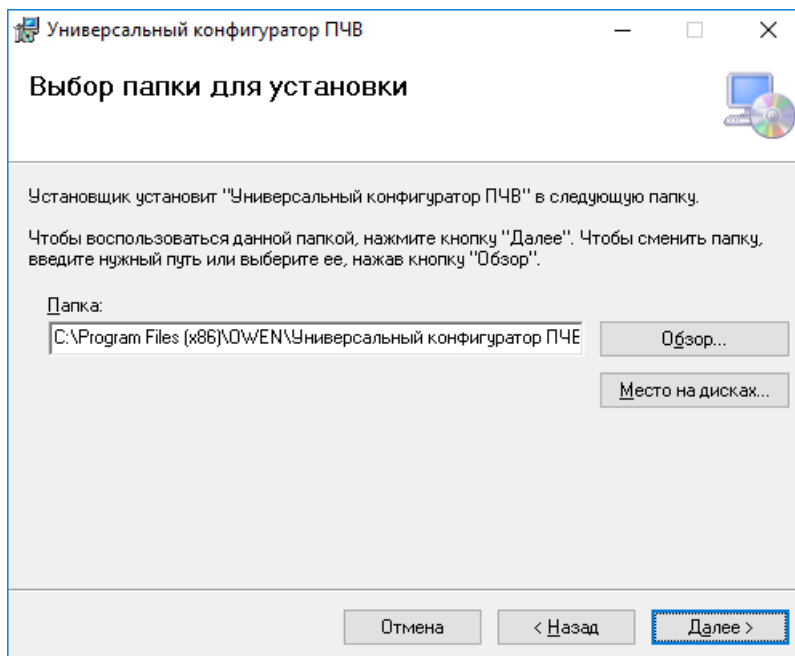 Универсальный конфигуратор ПЧВ
Выбор папки для установки
Установщик установит "Универсальный конфигуратор ПЧВ" в следующую папку.
Чтобы воспользоваться данной папкой, нажмите кнопку "Далее". Чтобы сменить папку,
введите нужный путь или выберите ее, нажав кнопку "Обзор".
Папка:
C:\Program Files (x86)\OWEN\Универсальный конфигуратор ПЧВ
Обзор...
Место на дисках...
Отмена
< Назад
Далее >